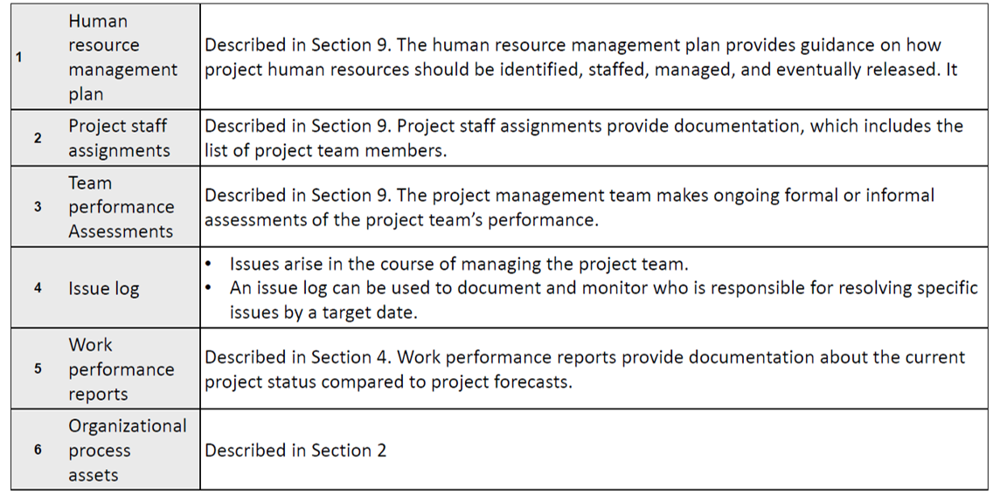 1
Human
resource
management
plan
Described in Section 9. The human resource management plan provides guidance on how
project human resources should be identified, staffed, managed, and eventually released. It
2
Project staff
assignments
Described in Section 9. Project staff assignments provide documentation, which includes the
list of project team members.
3
Team
performance
Assessments
Described in Section 9. The project management team makes ongoing formal or informal
assessments of the project team’s performance.
4
Issue log
• Issues arise in the course of managing the project team.
• An issue log can be used to document and monitor who is responsible for resolving specific
issues by a target date.
5
Work
performance
reports
Described in Section 4. Work performance reports provide documentation about the current
project status compared to project forecasts.
6
Organizational
process
assets
Described in Section 2